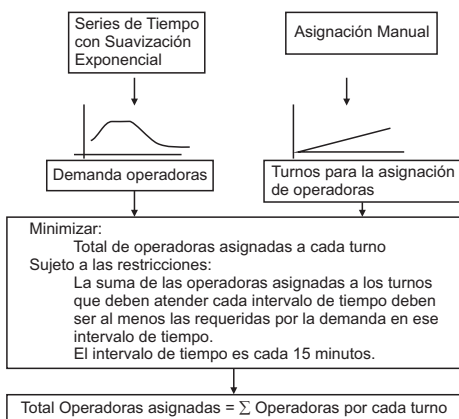 Series de Tiempo
con Suavización
Exponencial
Asignación Manual
Demanda operadoras
Turnos para la asignación
de operadoras
Minimizar:
Total de operadoras asignadas a cada turno
Sujeto a las restricciones:
La suma de las operadoras asignadas a los turnos
que deben atender cada intervalo de tiempo deben
ser al menos las requeridas por la demanda en ese
intervalo de tiempo.
El intervalo de tiempo es cada 15 minutos.
Total Operadoras asignadas = ∑ Operadoras por cada turno